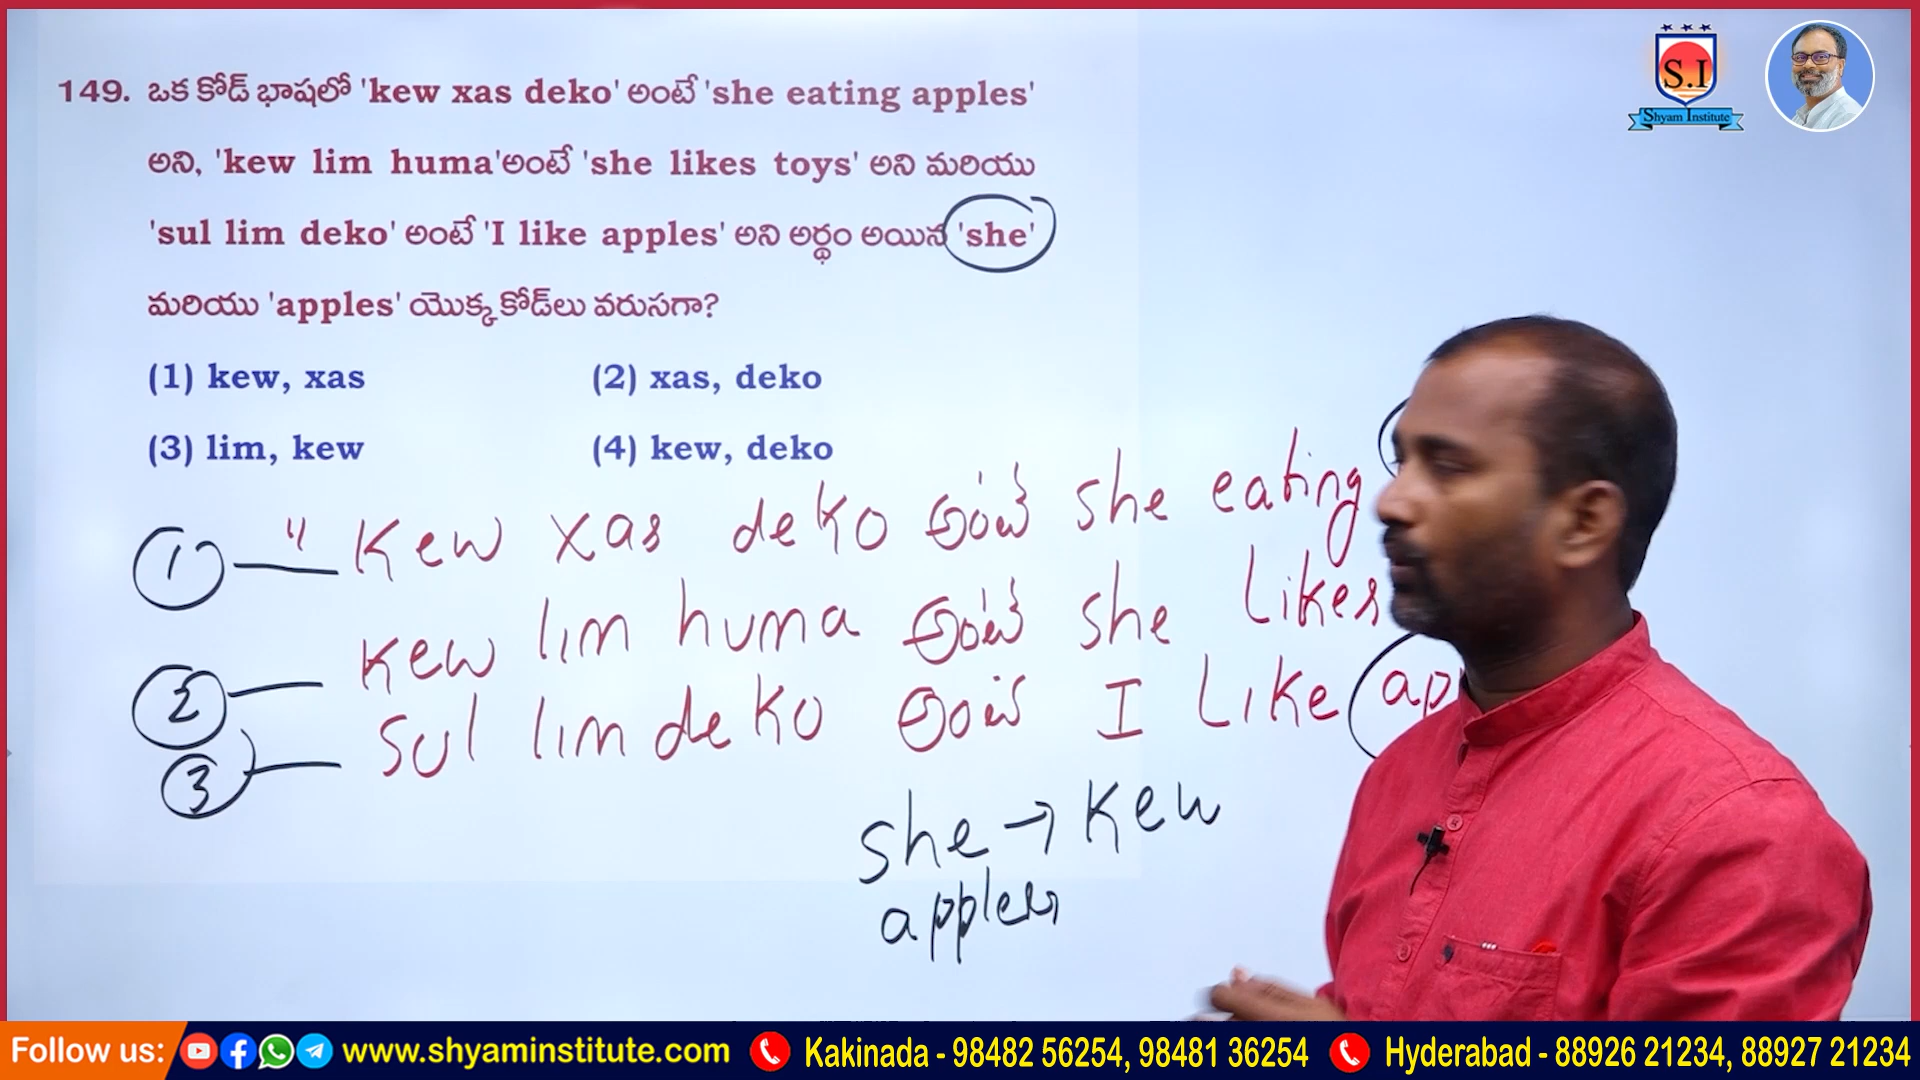 S.I
Shyam Institute
149. ఒక కోడ్ భాషలో 'kew xas deko' అంటే 'she eating apples'
అని, 'kew lim huma'అంటే 'she likes toys' అని మరియు
'sul lim deko' అంటే 'I like apples' అని అర్థం అయిన 'she'
మరియు 'apples' యొక్క కోడ్‌లు వరుసగా?
(1) kew, xas (2) xas, deko
(3) lim, kew (4) kew, deko
1 — " Kew xas deko అంటే she eating
2 — Kew lim huma అంటే she likes
3 — sul lim deko అంటే I Like ap
she → Kew
apples
Follow us: www.shyaminstitute.com Kakinada - 98482 56254, 98481 36254 Hyderabad - 88926 21234, 88927 21234